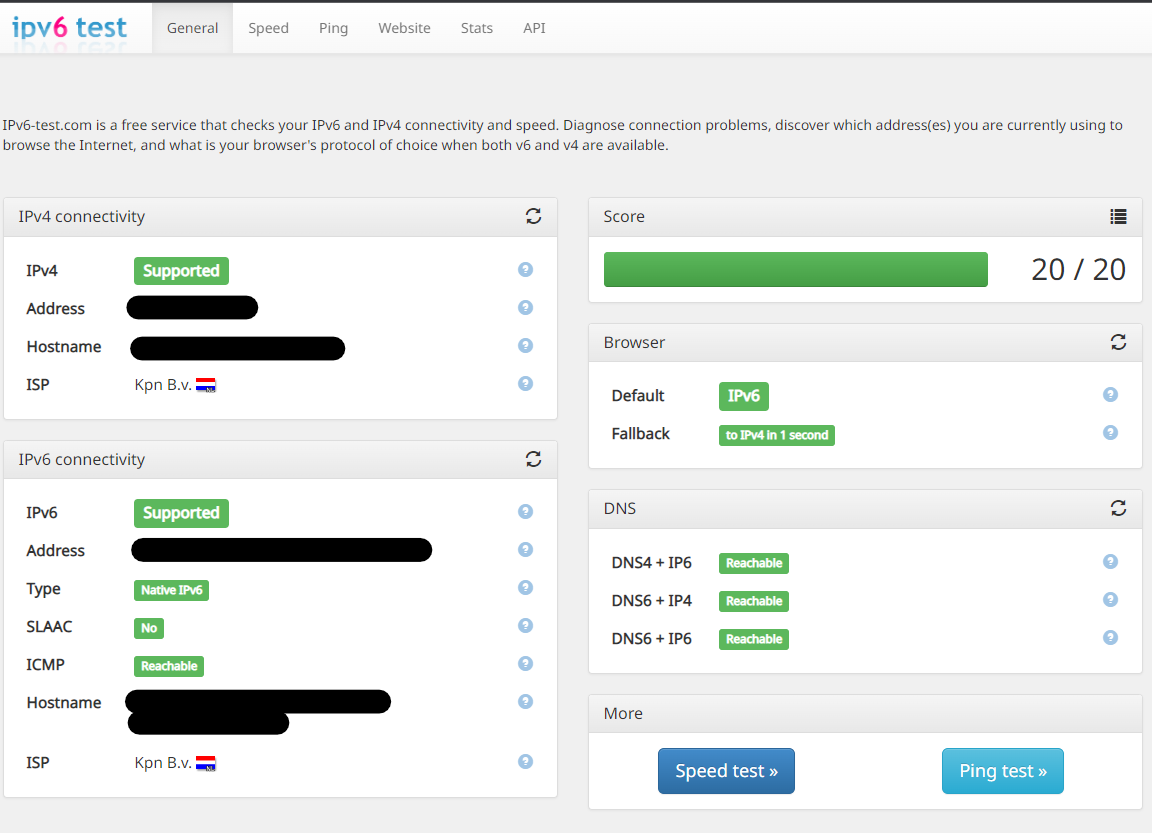 ipv6 test
General
Speed
Ping
Website
Stats
API
IPv6-test.com is a free service that checks your IPv6 and IPv4 connectivity and speed. Diagnose connection problems, discover which address(es) you are currently using to
browse the Internet, and what is your browser's protocol of choice when both v6 and v4 are available.
IPv4 connectivity
IPv4 Supported
Address
Hostname
ISP Kpn B.v.
IPv6 connectivity
IPv6 Supported
Address
Type Native IPv6
SLAAC No
ICMP Reachable
Hostname
ISP Kpn B.v.
Score
20 / 20
Browser
Default IPv6
Fallback to IPv4 in 1 second
DNS
DNS4 + IP6 Reachable
DNS6 + IP4 Reachable
DNS6 + IP6 Reachable
More
Speed test »
Ping test »